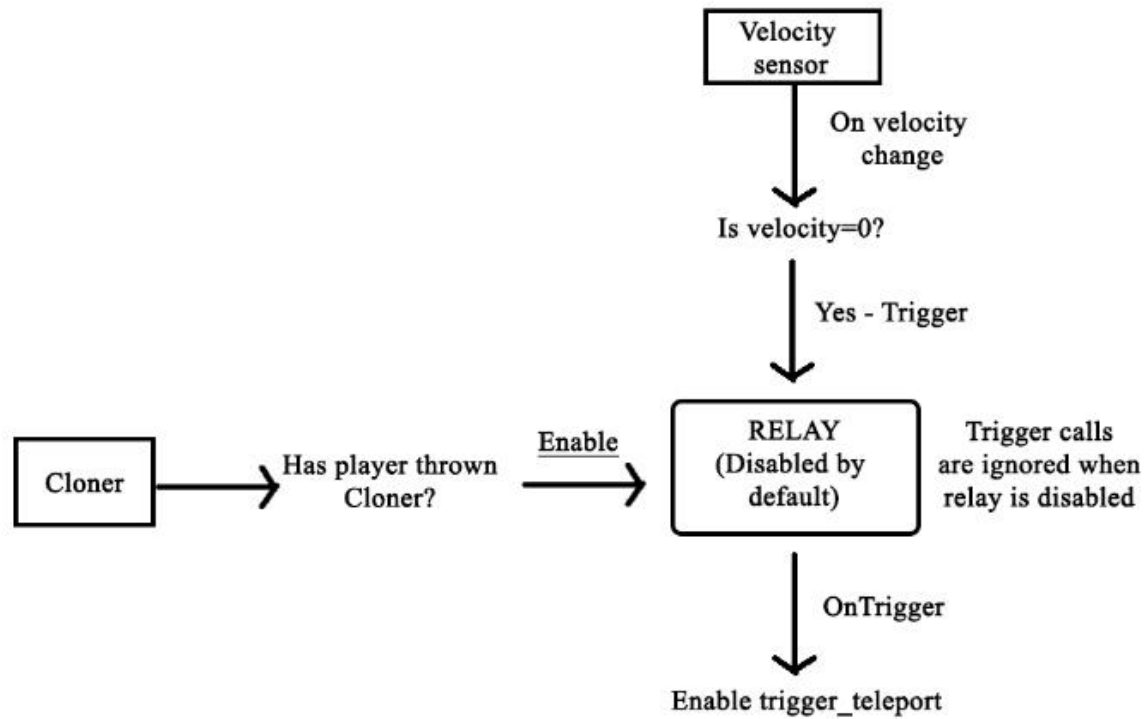 Velocity
sensor
On velocity
change
Is velocity=0?
Yes - Trigger
Cloner
Has player thrown
Cloner?
Enable
RELAY
(Disabled by
default)
Trigger calls
are ignored when
relay is disabled
OnTrigger
Enable trigger_teleport